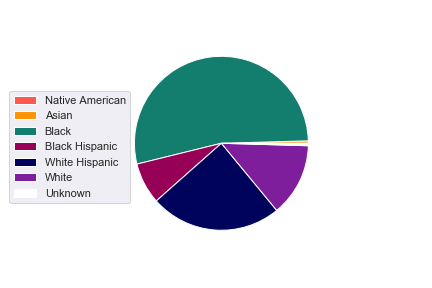 Native American
Asian
Black
Black Hispanic
White Hispanic
White
Unknown